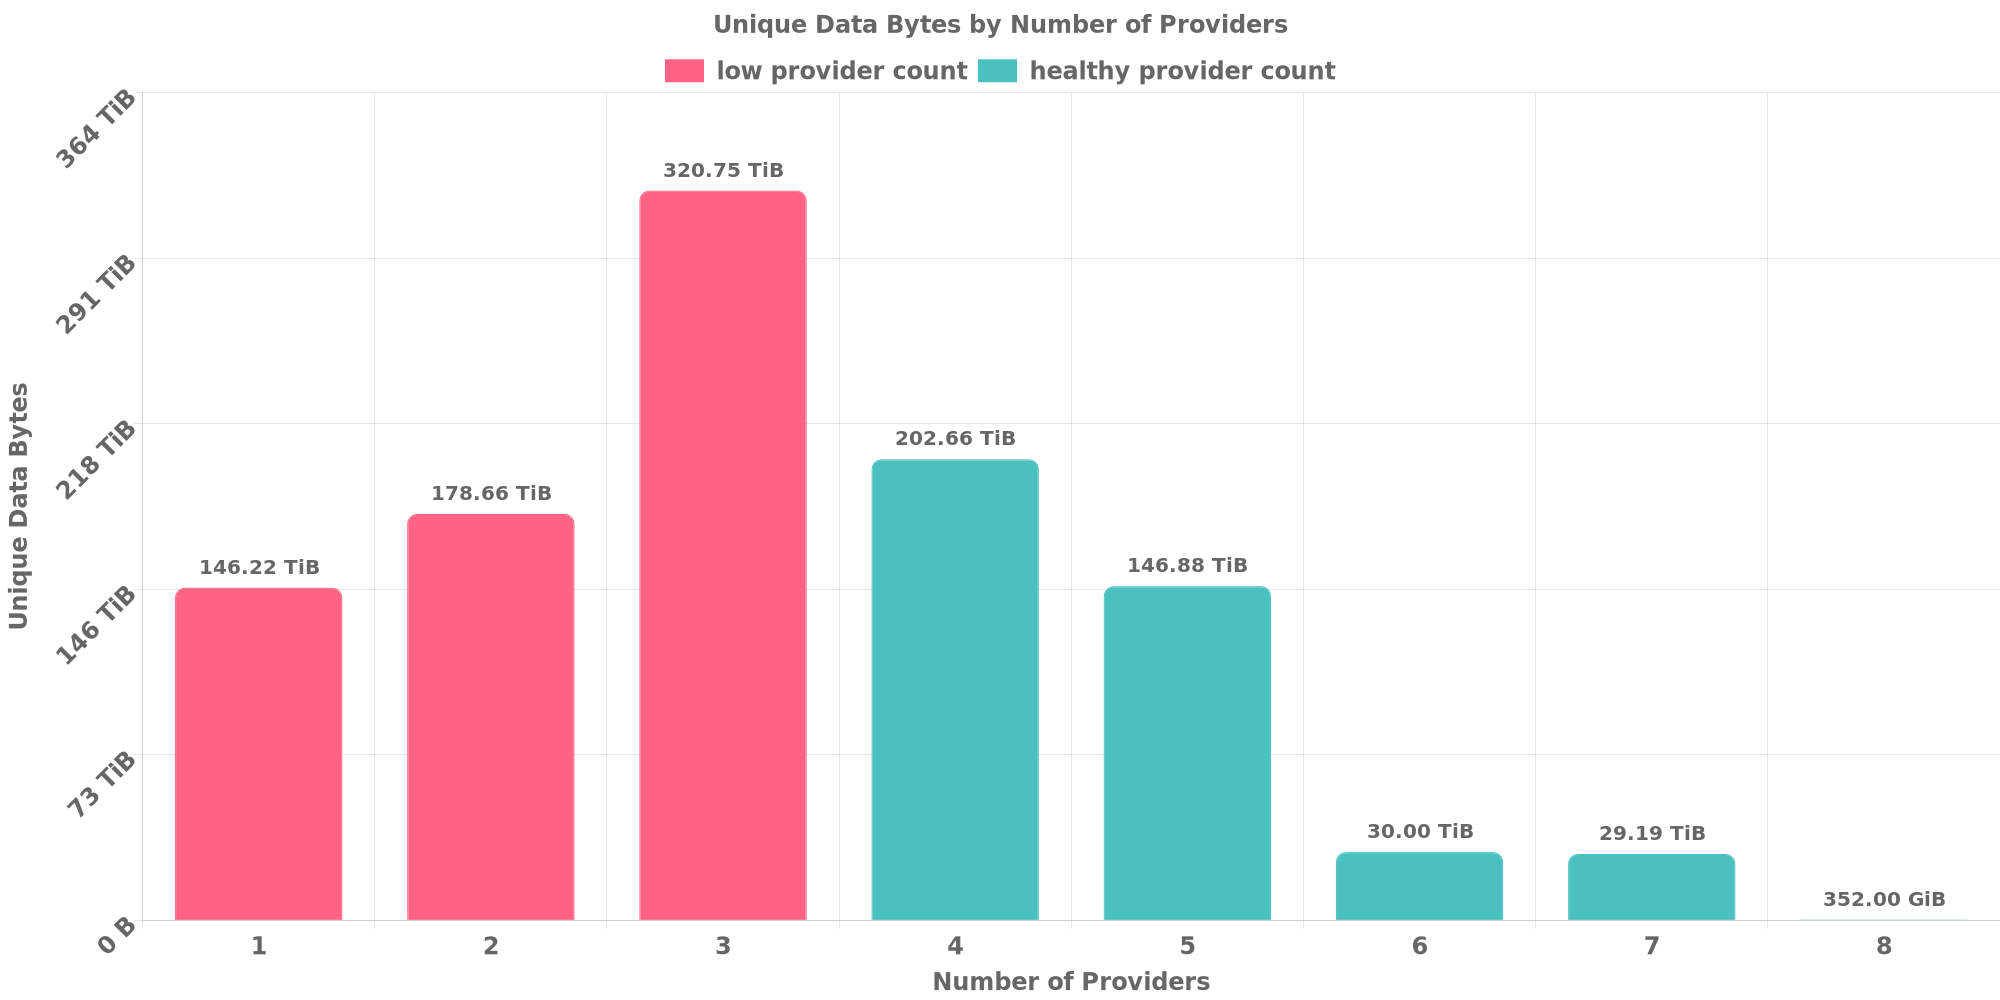 Unique Data Bytes by Number of Providers
low provider count healthy provider count
364 TiB
291 TiB
218 TiB
146 TiB
73 TiB
0 B
Unique Data Bytes
146.22 TiB
178.66 TiB
320.75 TiB
202.66 TiB
146.88 TiB
30.00 TiB
29.19 TiB
352.00 GiB
1 2 3 4 5 6 7 8
Number of Providers